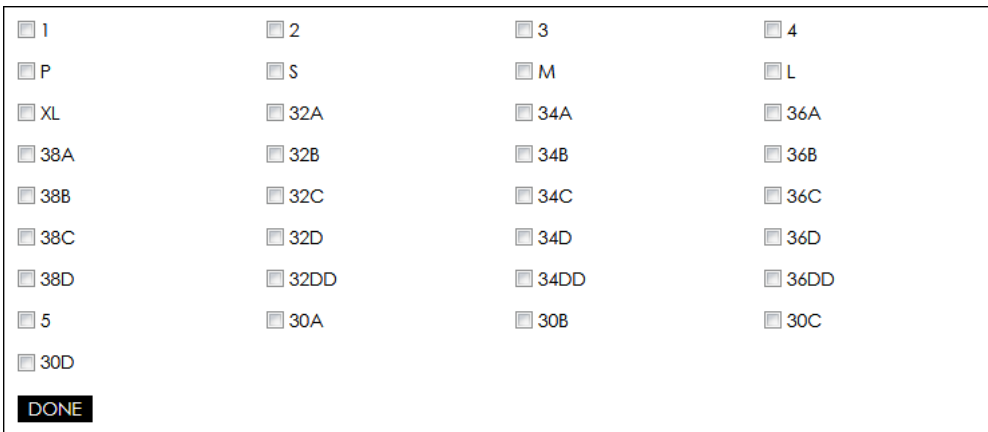 1 2 3 4
P S M L
XL 32A 34A 36A
38A 32B 34B 36B
38B 32C 34C 36C
38C 32D 34D 36D
38D 32DD 34DD 36DD
5 30A 30B 30C
30D
DONE